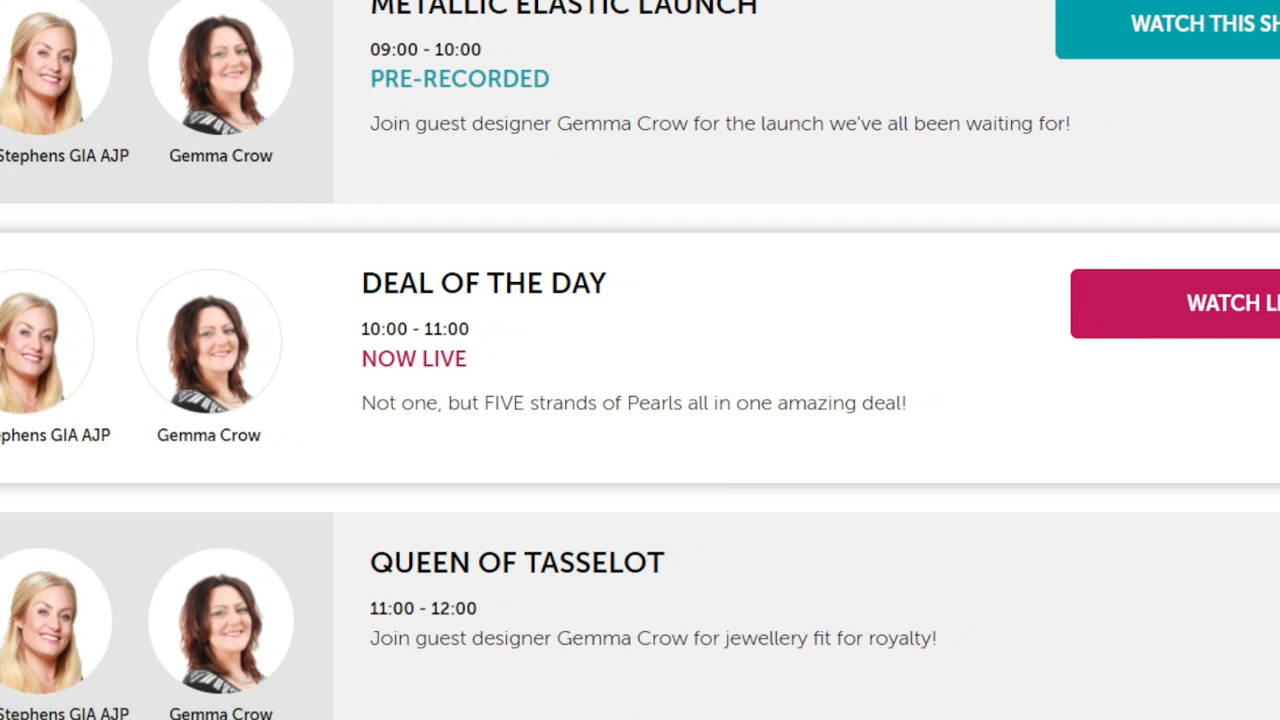 METALLIC ELASTIC LAUNCH
WATCH THIS
09:00 - 10:00
PRE-RECORDED
Join guest designer Gemma Crow for the launch we've all been waiting for!
Stephens GIA AJP
Gemma Crow
DEAL OF THE DAY
WATCH
10:00 - 11:00
NOW LIVE
Not one, but FIVE strands of Pearls all in one amazing deal!
phens GIA AJP
Gemma Crow
QUEEN OF TASSELOT
11:00 - 12:00
Join guest designer Gemma Crow for jewellery fit for royalty!
Stephens GIA AJP
Gemma Crow